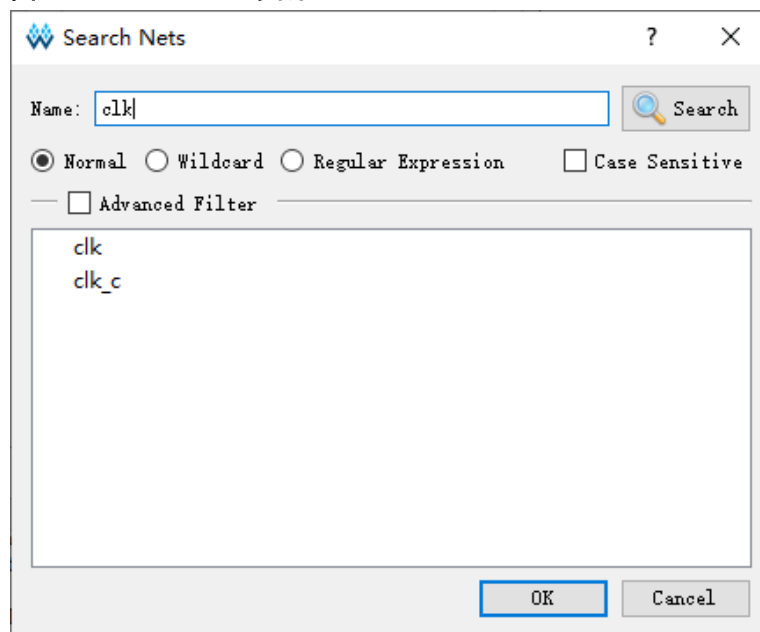 Search Nets ?
Name: clk Search
Normal Wildcard Regular Expression Case Sensitive
Advanced Filter
clk
clk_c
OK Cancel